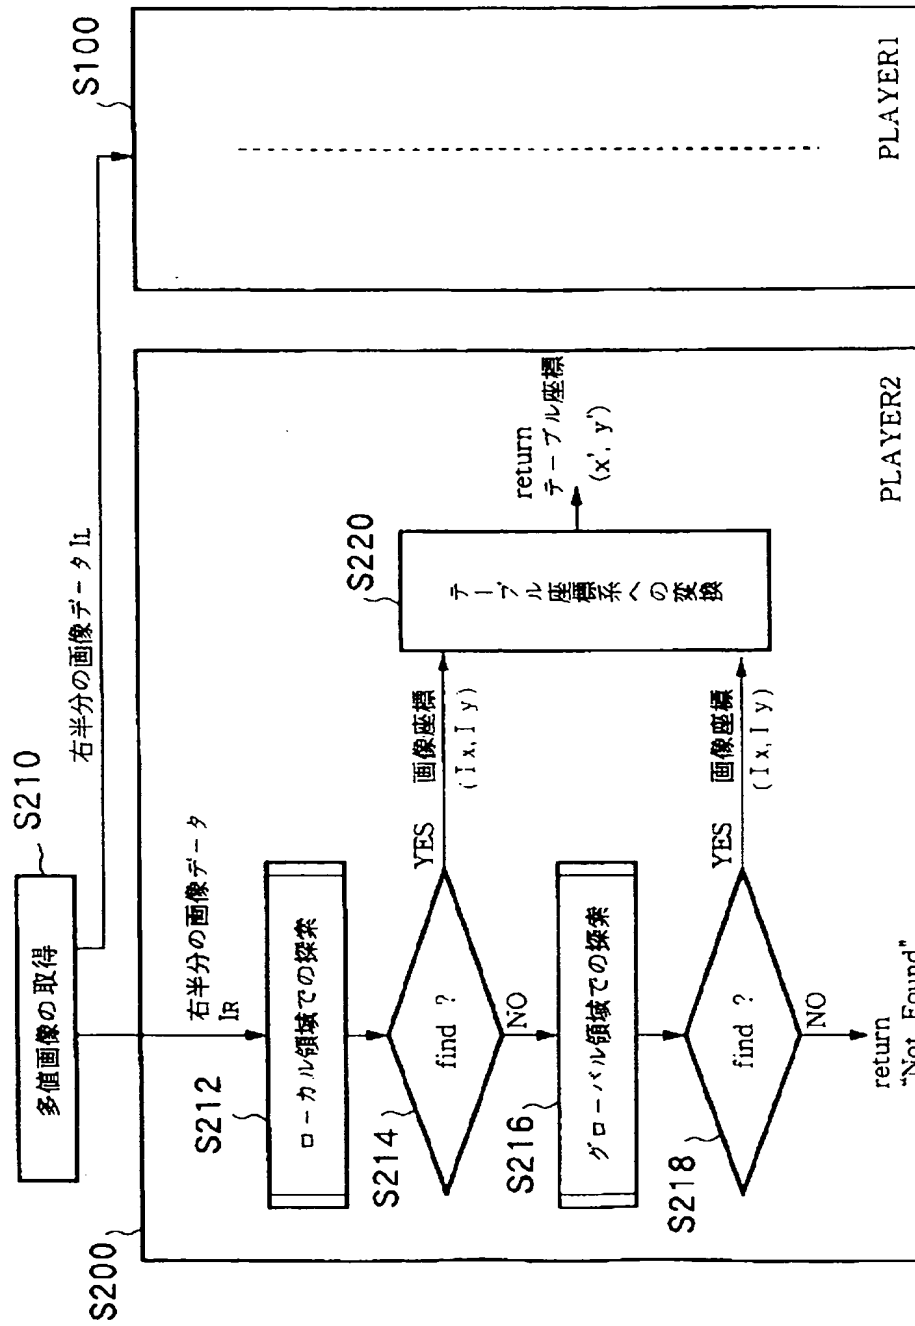 S210
多値画像の取得
右半分の画像データ IL
S100
PLAYER1
S200
右半分の画像データ
IR
S212
ローカル領域での探索
S214
find ?
YES
画像座標
(Ix, Iy)
NO
S216
グローバル領域での探索
S218
find ?
YES
画像座標
(Ix, Iy)
NO
return
“Not Found”
S220
テーブル座標系への変換
return
テーブル座標
(x', y')
PLAYER2